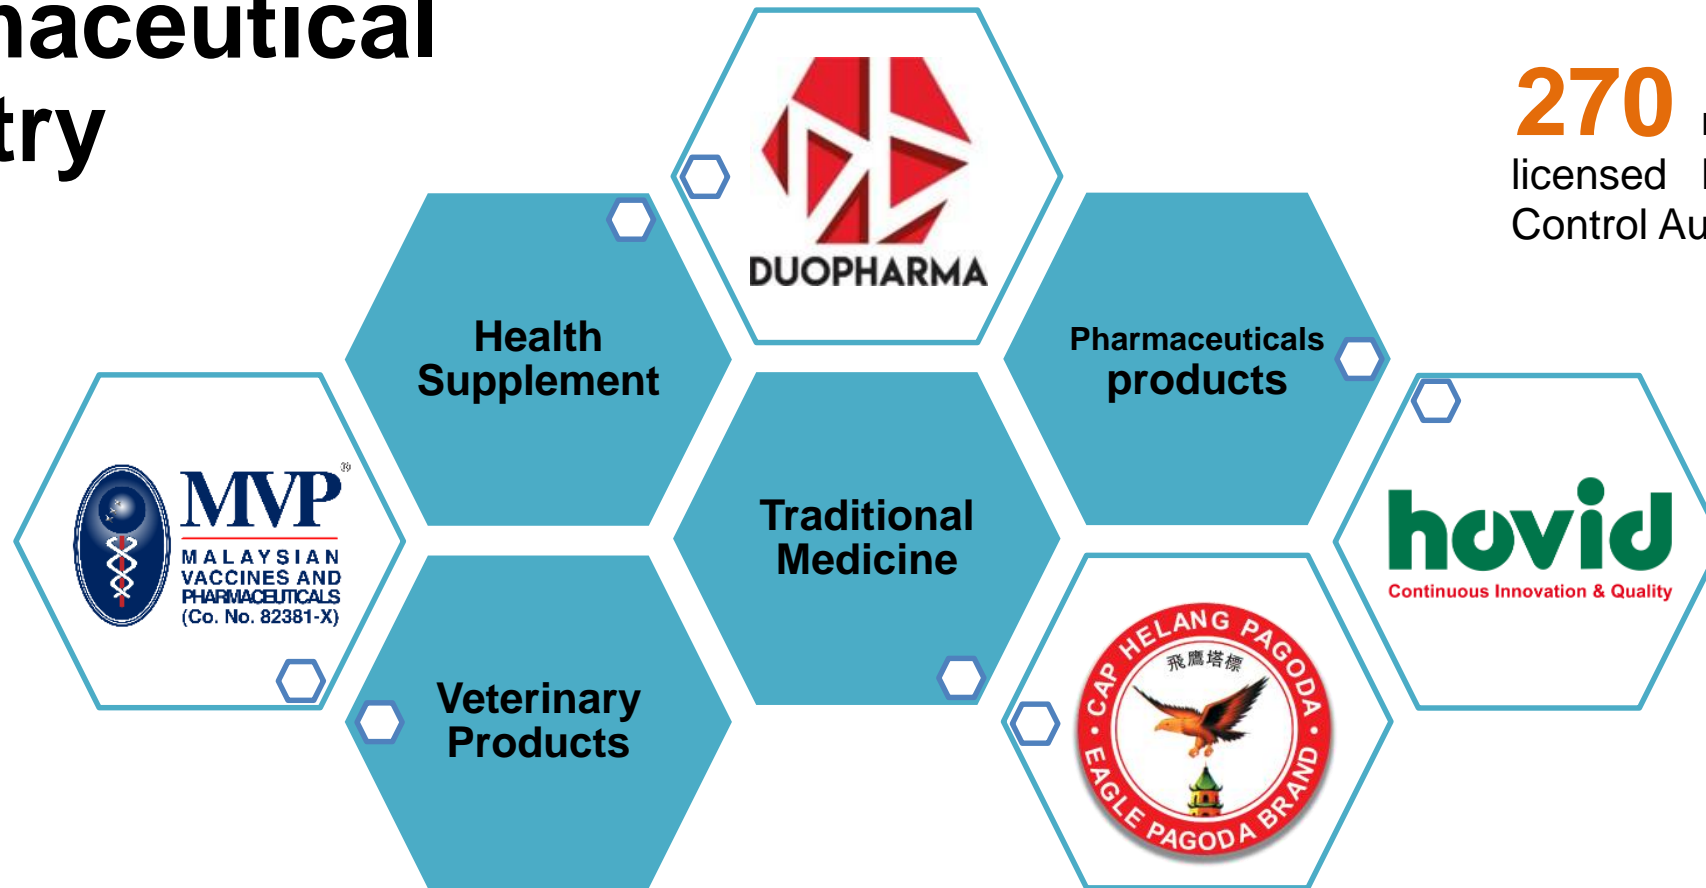 naceutical
try
270
licensed
Control Au
DUOPHARMA
Health
Supplement
Pharmaceuticals
products
MVP®
MALAYSIAN
VACCINES AND
PHARMACEUTICALS
(Co. No. 82381-X)
Traditional
Medicine
hovid
Continuous Innovation & Quality
Veterinary
Products
• CAP HELANG PAGODA •
飛鷹塔標
EAGLE PAGODA BRAND